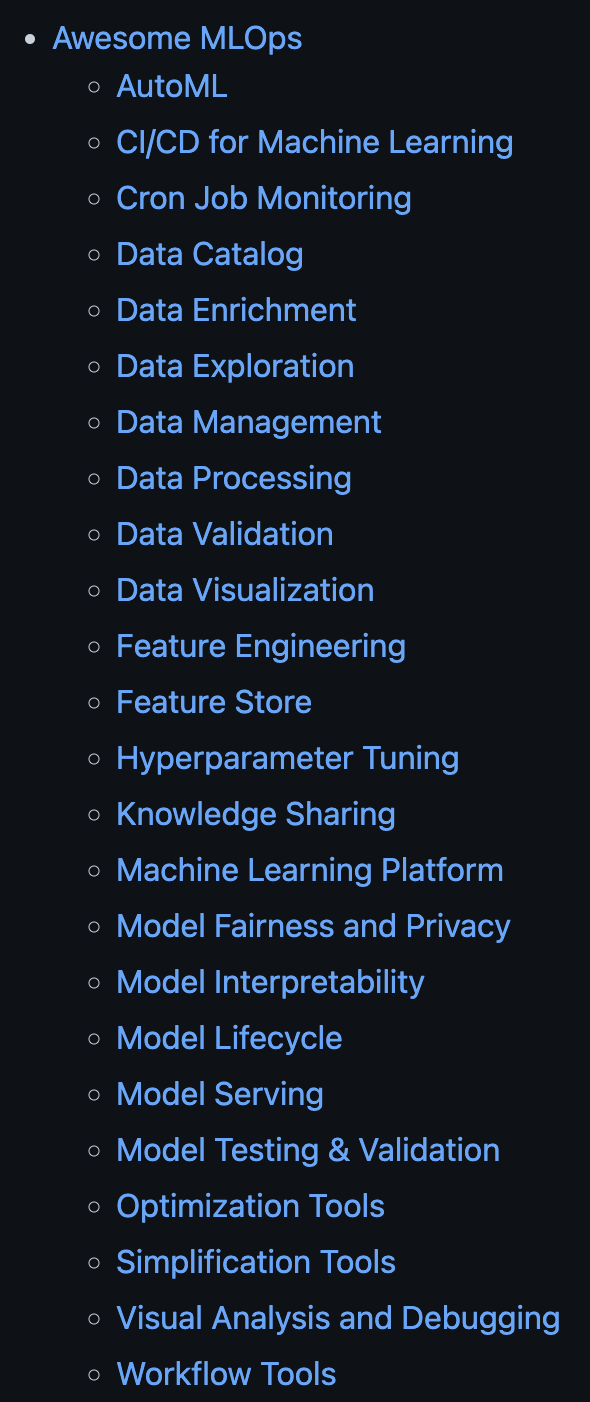 Awesome MLOps
AutoML
CI/CD for Machine Learning
Cron Job Monitoring
Data Catalog
Data Enrichment
Data Exploration
Data Management
Data Processing
Data Validation
Data Visualization
Feature Engineering
Feature Store
Hyperparameter Tuning
Knowledge Sharing
Machine Learning Platform
Model Fairness and Privacy
Model Interpretability
Model Lifecycle
Model Serving
Model Testing & Validation
Optimization Tools
Simplification Tools
Visual Analysis and Debugging
Workflow Tools